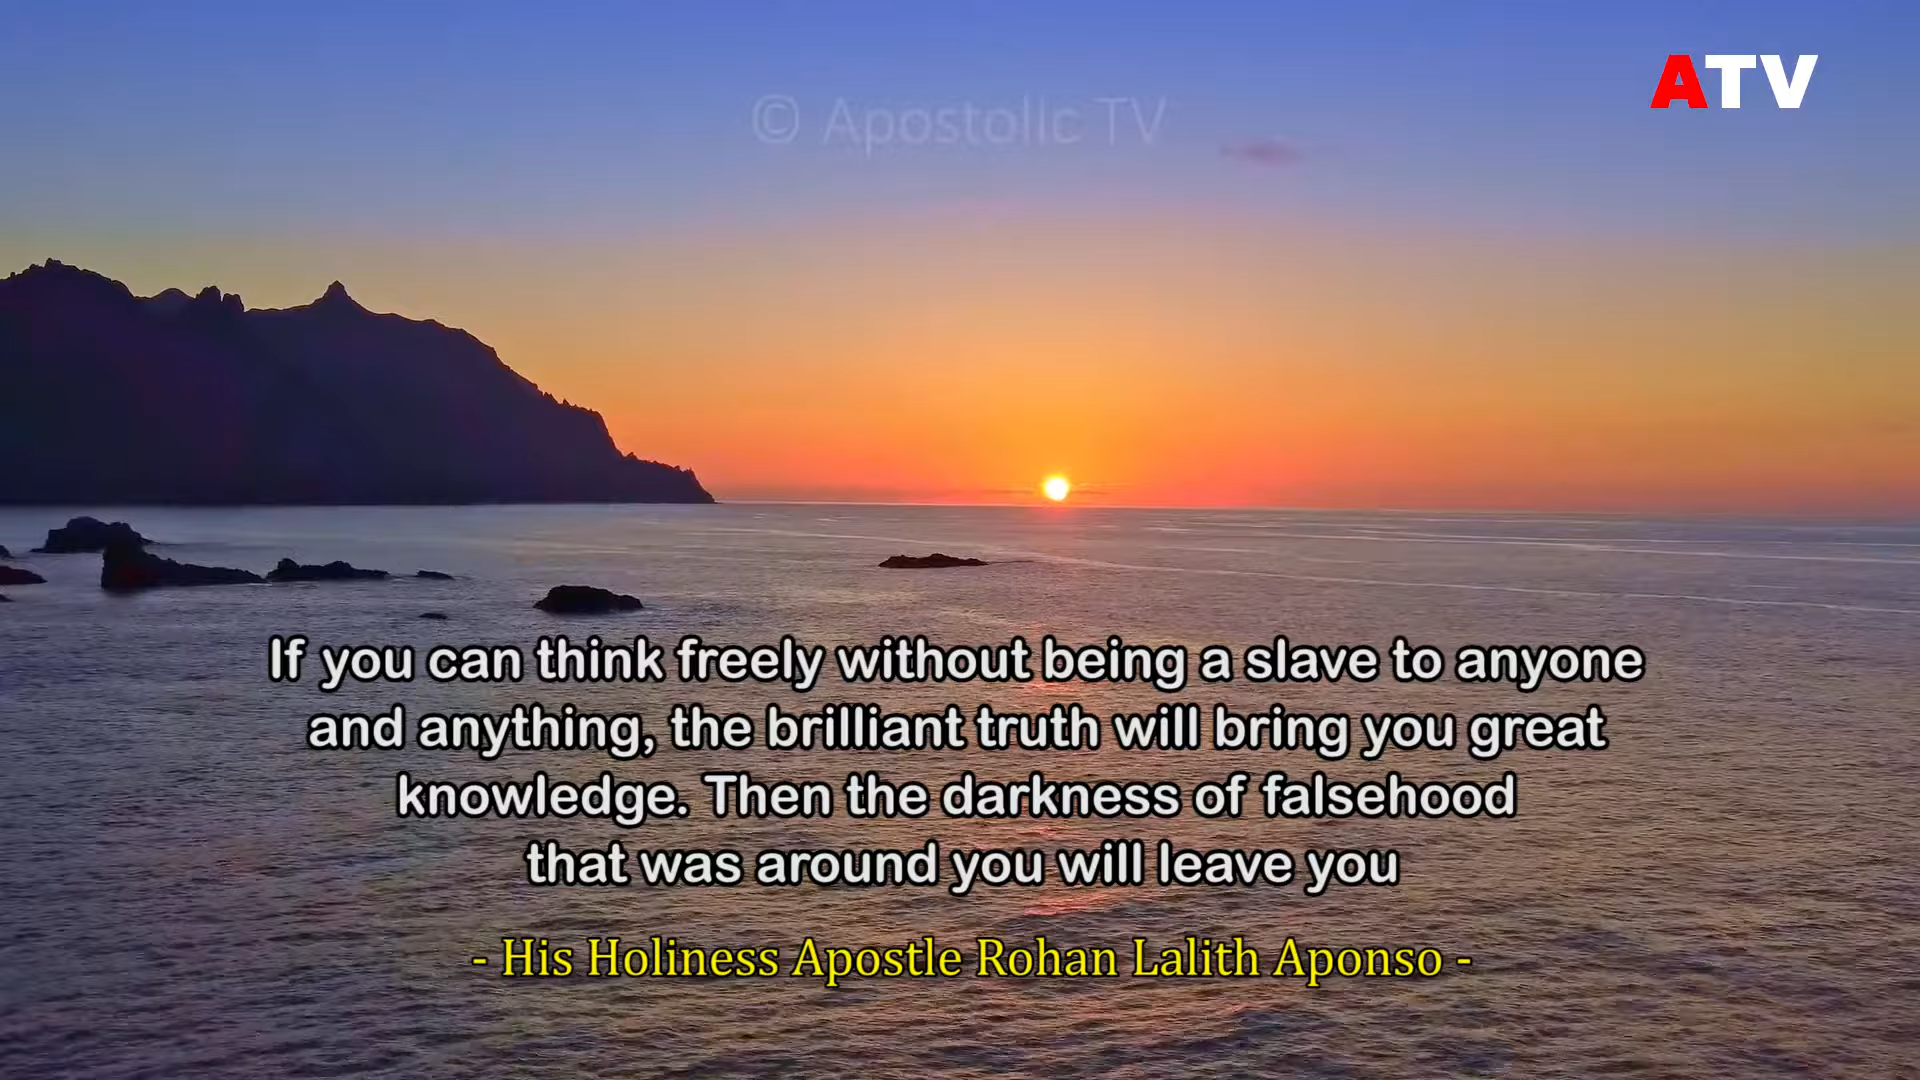 ATV
© Apostolic TV
If you can think freely without being a slave to anyone
and anything, the brilliant truth will bring you great
knowledge. Then the darkness of falsehood
that was around you will leave you
- His Holiness Apostle Rohan Lalith Aponso -